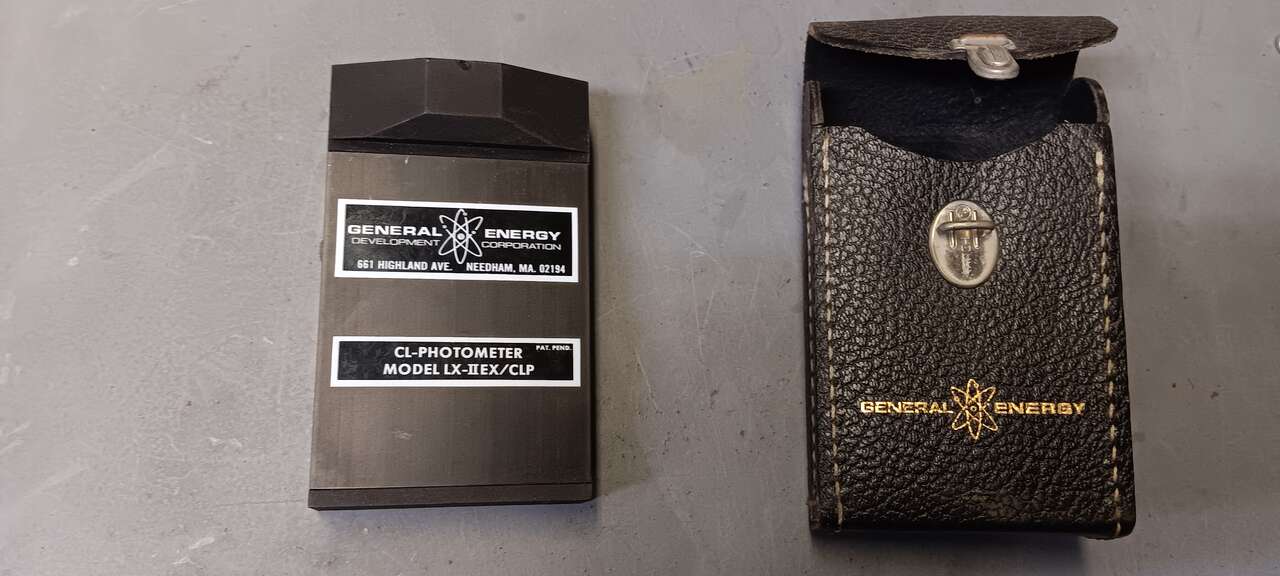 GENERAL ENERGY
DEVELOPMENT CORPORATION
661 HIGHLAND AVE. NEEDHAM, MA. 02194
PAT. PEND.
CL-PHOTOMETER
MODEL LX-IIEX/CLP
GENERAL ENERGY